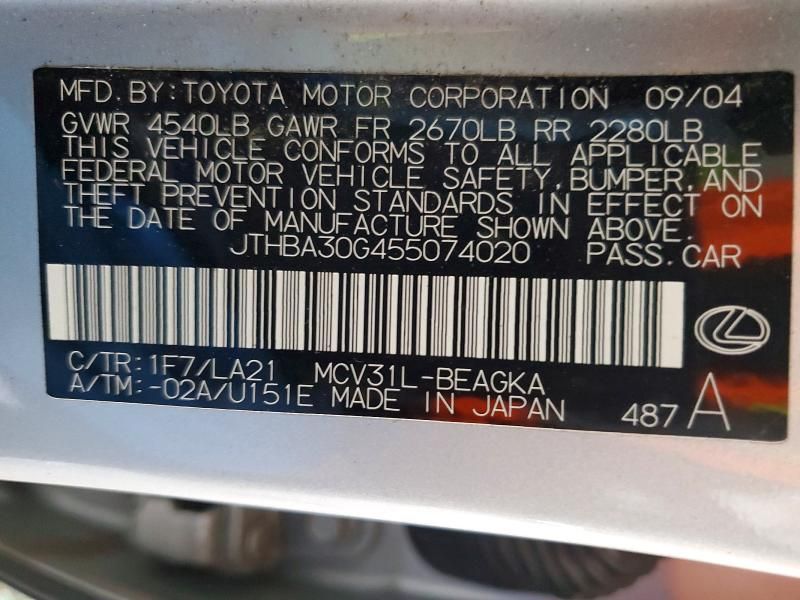 MFD. BY: TOYOTA MOTOR CORPORATION 09/04
GVWR 4540LB GAWR FR 2670LB RR 2280LB
THIS VEHICLE CONFORMS TO ALL APPLICABLE
FEDERAL MOTOR VEHICLE SAFETY, BUMPER, AND
THEFT PREVENTION STANDARDS IN EFFECT ON
THE DATE OF MANUFACTURE SHOWN ABOVE.
JTHBA30G455074020 PASS. CAR
C/TR: 1F7/LA21 MCV31L-BEAGKA
A/TM: -02A/U151E MADE IN JAPAN 487 A